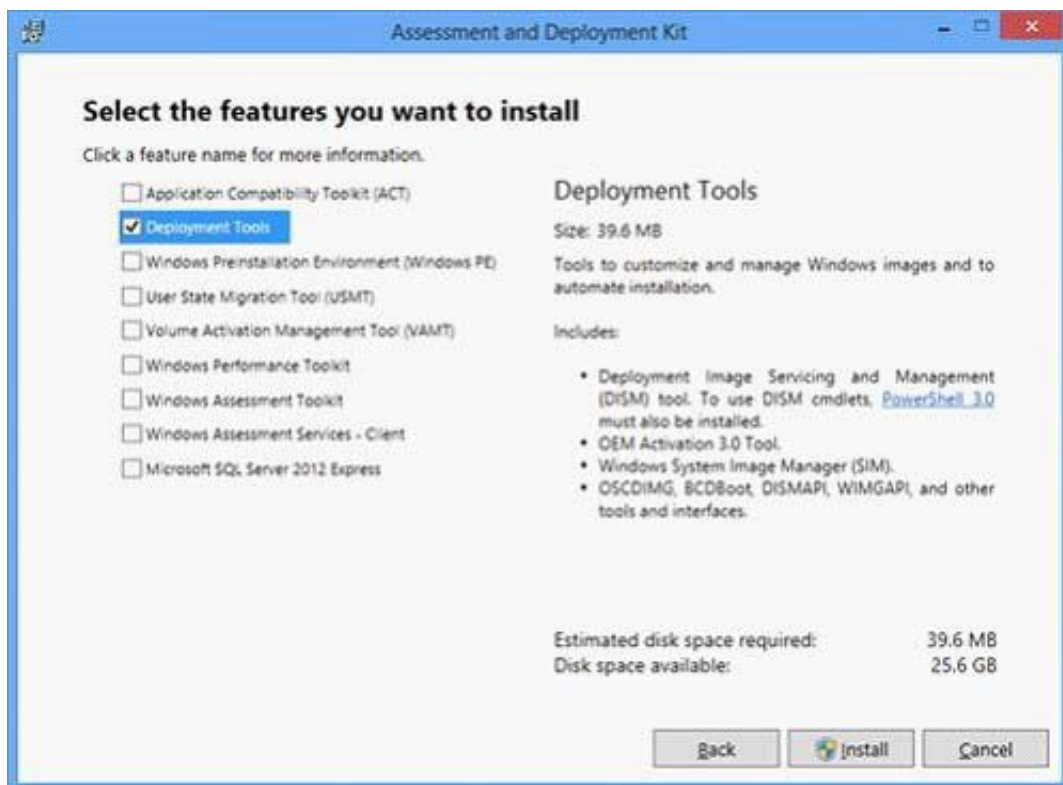 Assessment and Deployment Kit
Select the features you want to install
Click a feature name for more information.
Application Compatibility Toolkit (ACT)
Deployment Tools
Windows Preinstallation Environment (Windows PE)
User State Migration Tool (USMT)
Volume Activation Management Tool (VAMT)
Windows Performance Toolkit
Windows Assessment Toolkit
Windows Assessment Services - Client
Microsoft SQL Server 2012 Express
Deployment Tools
Size: 39.6 MB
Tools to customize and manage Windows images and to
automate installation.
Includes:
• Deployment Image Servicing and Management
(DISM) tool. To use DISM cmdlets, PowerShell 3.0
must also be installed.
• OEM Activation 3.0 Tool.
• Windows System Image Manager (SIM).
• OSCDIMG, BCDBoot, DISMAPI, WIMGAPI, and other
tools and interfaces.
Estimated disk space required: 39.6 MB
Disk space available: 25.6 GB
Back Install Cancel